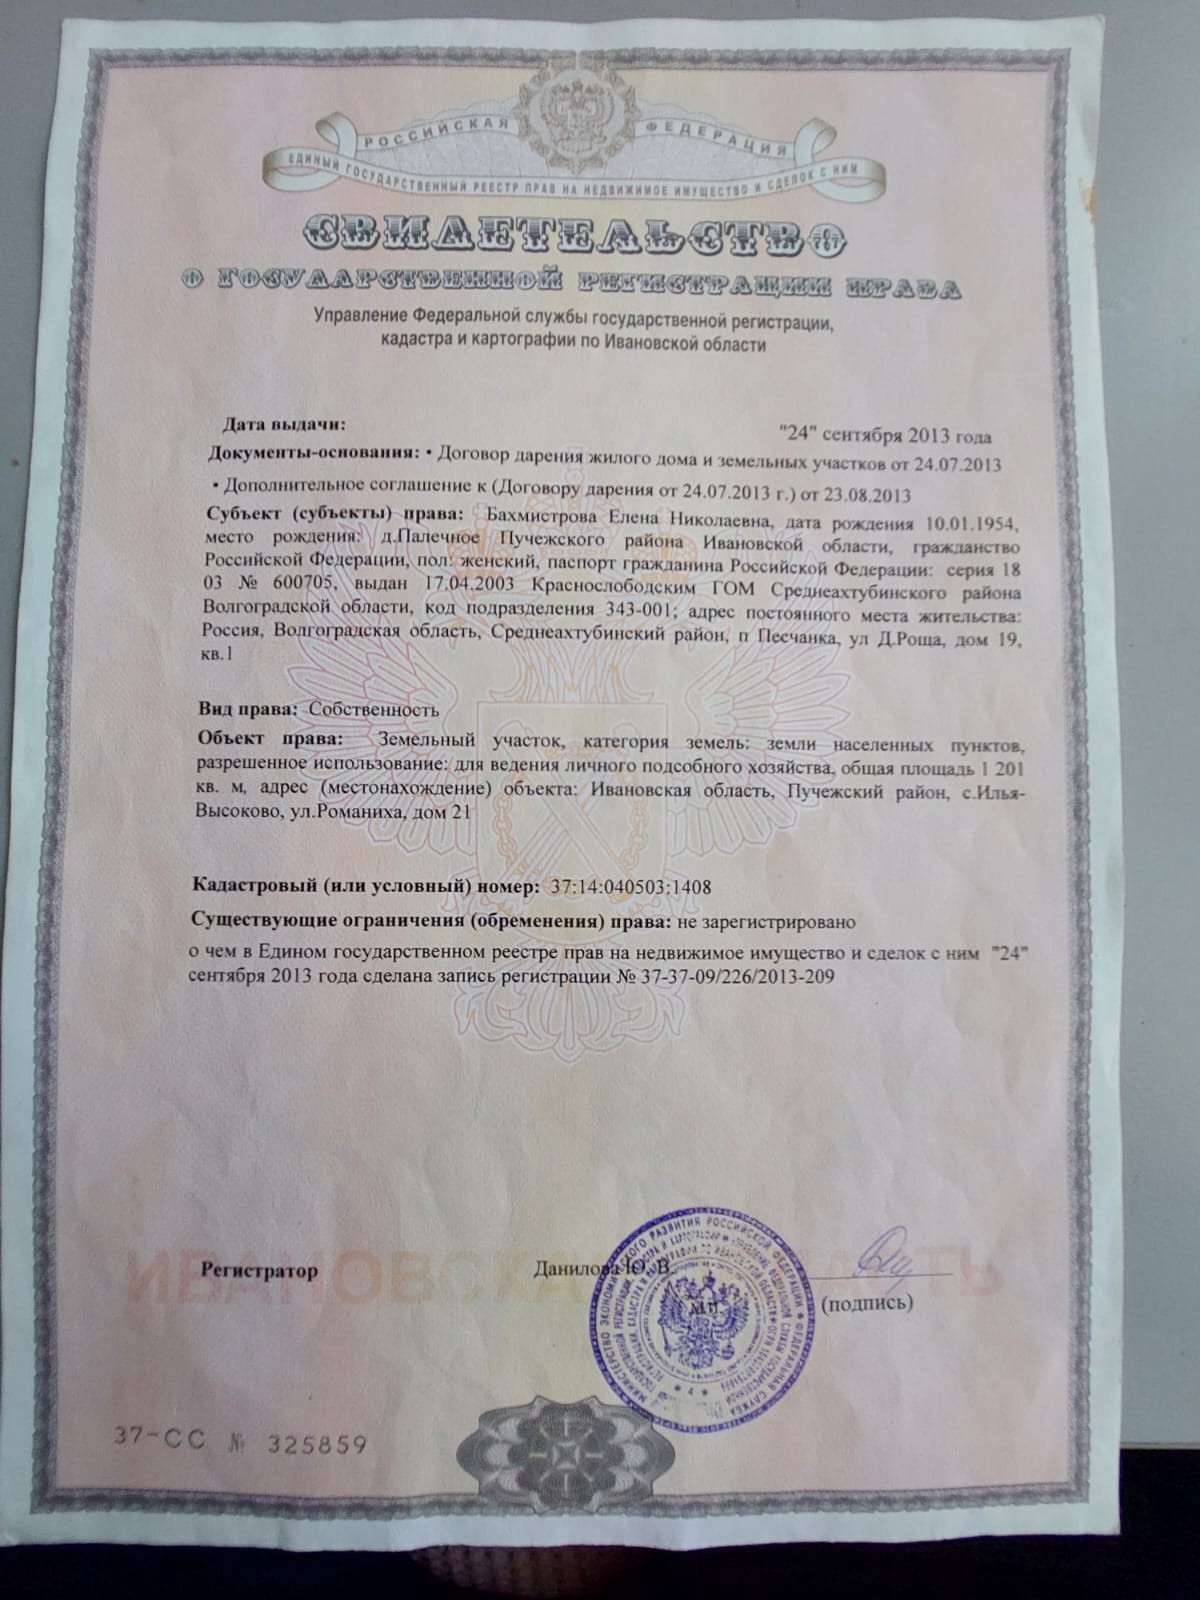 РОССИЙСКАЯ ФЕДЕРАЦИЯ
ЕДИНЫЙ ГОСУДАРСТВЕННЫЙ РЕЕСТР ПРАВ НА НЕДВИЖИМОЕ ИМУЩЕСТВО И СДЕЛОК С НИМ
СВИДЕТЕЛЬСТВО
О ГОСУДАРСТВЕННОЙ РЕГИСТРАЦИИ ПРАВА
Управление Федеральной службы государственной регистрации,
кадастра и картографии по Ивановской области
Дата выдачи: "24" сентября 2013 года
Документы-основания: • Договор дарения жилого дома и земельных участков от 24.07.2013
• Дополнительное соглашение к (Договору дарения от 24.07.2013 г.) от 23.08.2013
Субъект (субъекты) права: Бахмистрова Елена Николаевна, дата рождения 10.01.1954,
место рождения: д.Палечное Пучежского района Ивановской области, гражданство
Российской Федерации, пол: женский, паспорт гражданина Российской Федерации: серия 18
03 № 600705, выдан 17.04.2003 Краснослободским ГОМ Среднеахтубинского района
Волгоградской области, код подразделения 343-001; адрес постоянного места жительства:
Россия, Волгоградская область, Среднеахтубинский район, п Песчанка, ул Д.Роща, дом 19,
кв.1
Вид права: Собственность
Объект права: Земельный участок, категория земель: земли населенных пунктов,
разрешенное использование: для ведения личного подсобного хозяйства, общая площадь 1 201
кв. м, адрес (местонахождение) объекта: Ивановская область, Пучежский район, с.Илья-
Высоково, ул.Романиха, дом 21
Кадастровый (или условный) номер: 37:14:040503:1408
Существующие ограничения (обременения) права: не зарегистрировано
о чем в Едином государственном реестре прав на недвижимое имущество и сделок с ним "24"
сентября 2013 года сделана запись регистрации № 37-37-09/226/2013-209
ИВАНОВСКАЯ ОБЛАСТЬ
Регистратор Данилова Ю. В.
М.П.
(подпись)
МИНИСТЕРСТВО ЭКОНОМИЧЕСКОГО РАЗВИТИЯ РОССИЙСКОЙ ФЕДЕРАЦИИ
* 4 *
37-СС № 325859